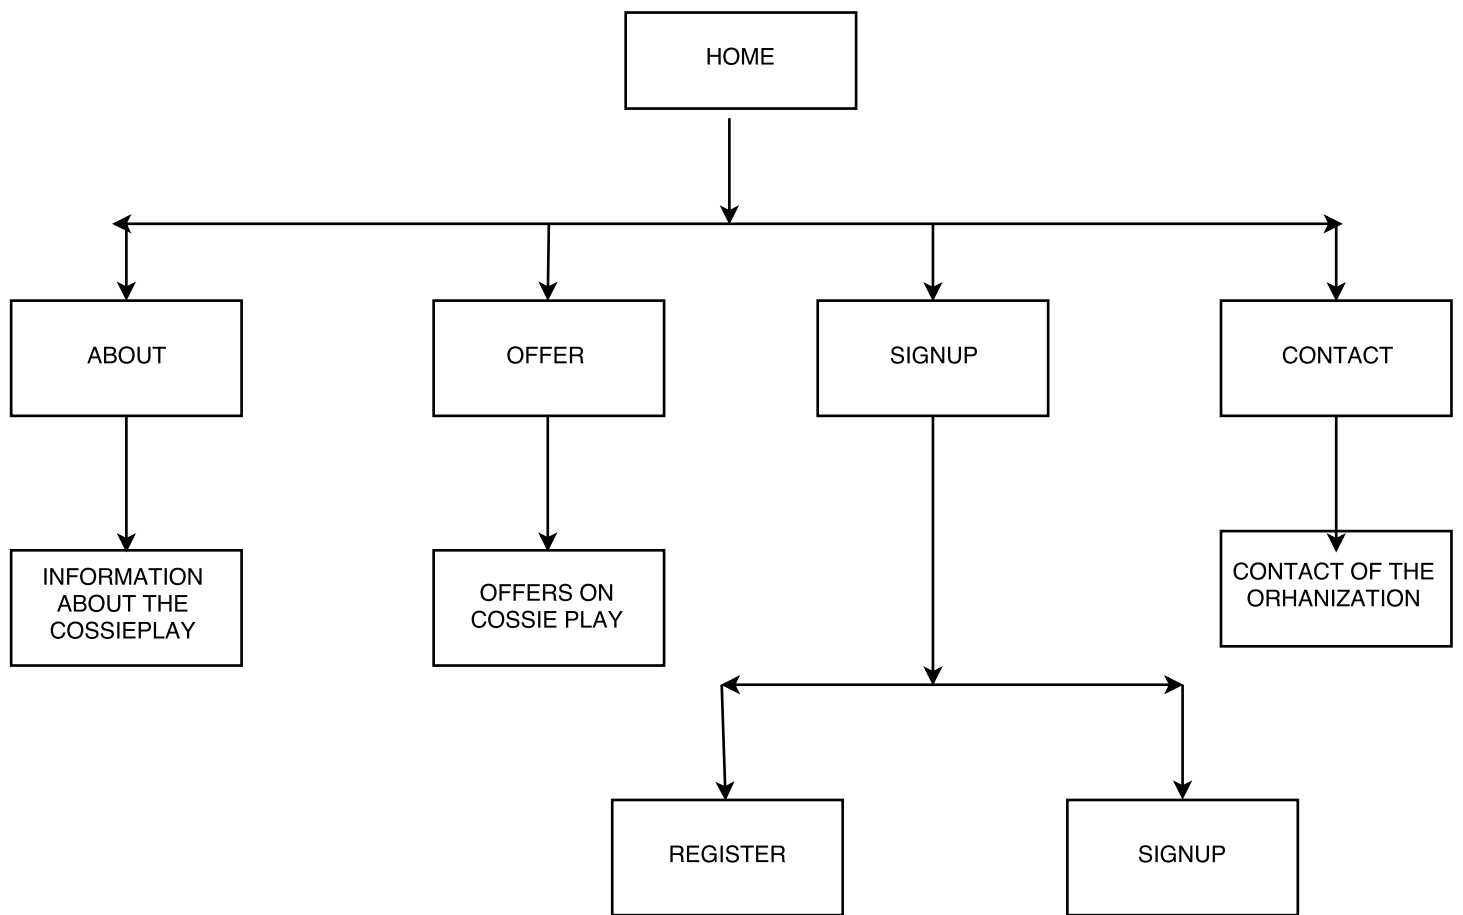 HOME
ABOUT
OFFER
SIGNUP
CONTACT
INFORMATION
ABOUT THE
COSSIEPLAY
OFFERS ON
COSSIE PLAY
CONTACT OF THE
ORHANIZATION
REGISTER
SIGNUP